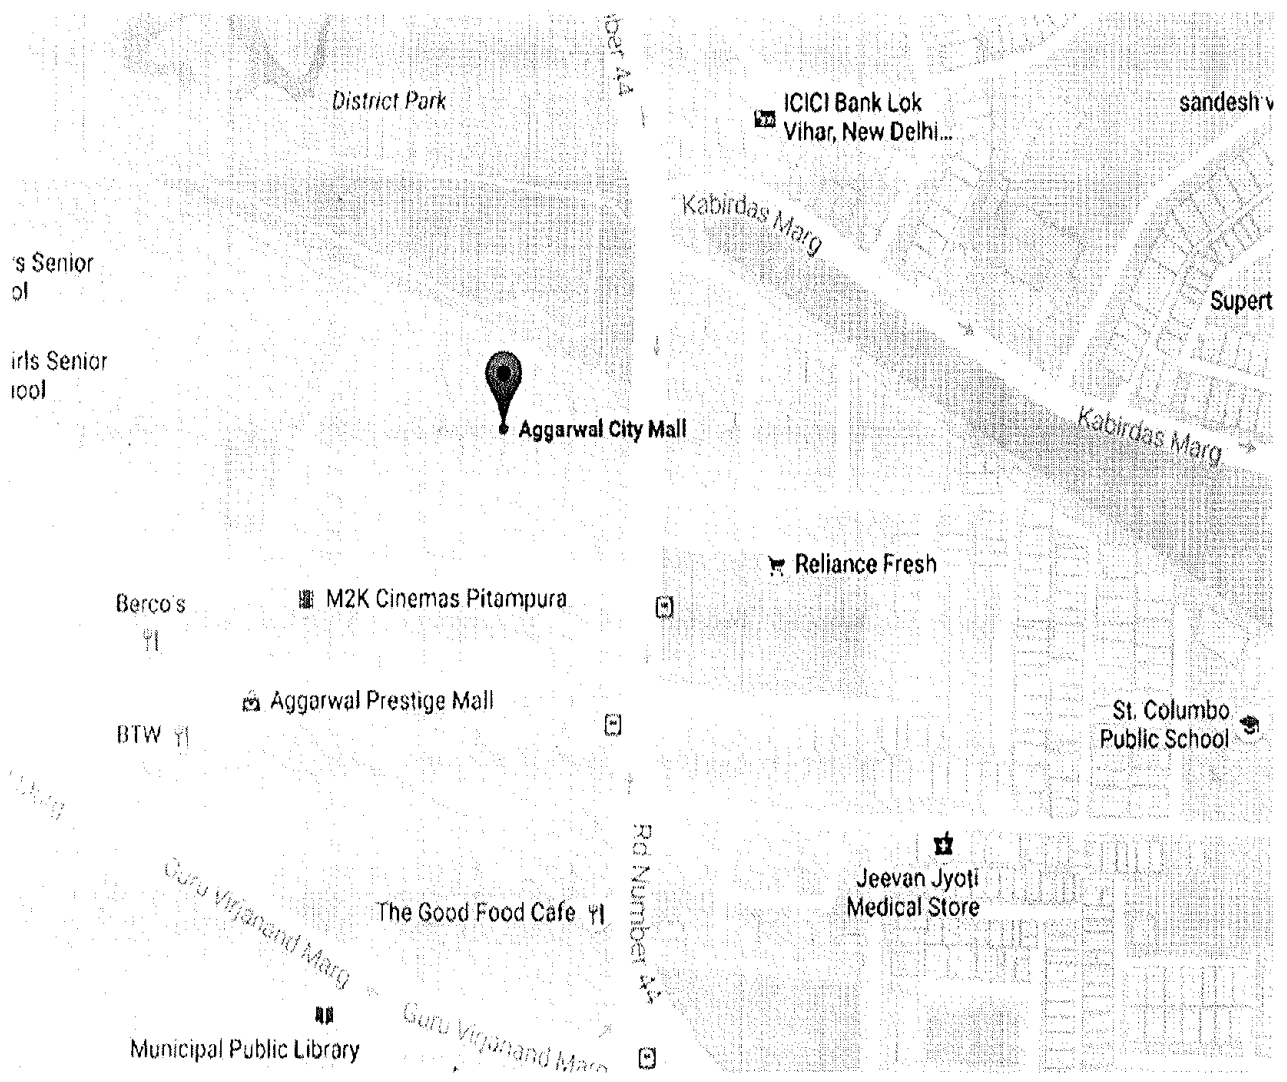 ber 44
District Park
ICICI Bank Lok
Vihar, New Delhi...
sandesh v
Kabirdas Marg
's Senior
ol
Supert
irls Senior
ool
Aggarwal City Mall
Kabirdas Marg
Reliance Fresh
Berco's
M2K Cinemas Pitampura
Aggarwal Prestige Mall
BTW
St. Columbo
Public School
Marg
Rd Number 44
Guru Virjanand Marg
The Good Food Cafe
Jeevan Jyoti
Medical Store
Guru Virjanand Marg
Municipal Public Library